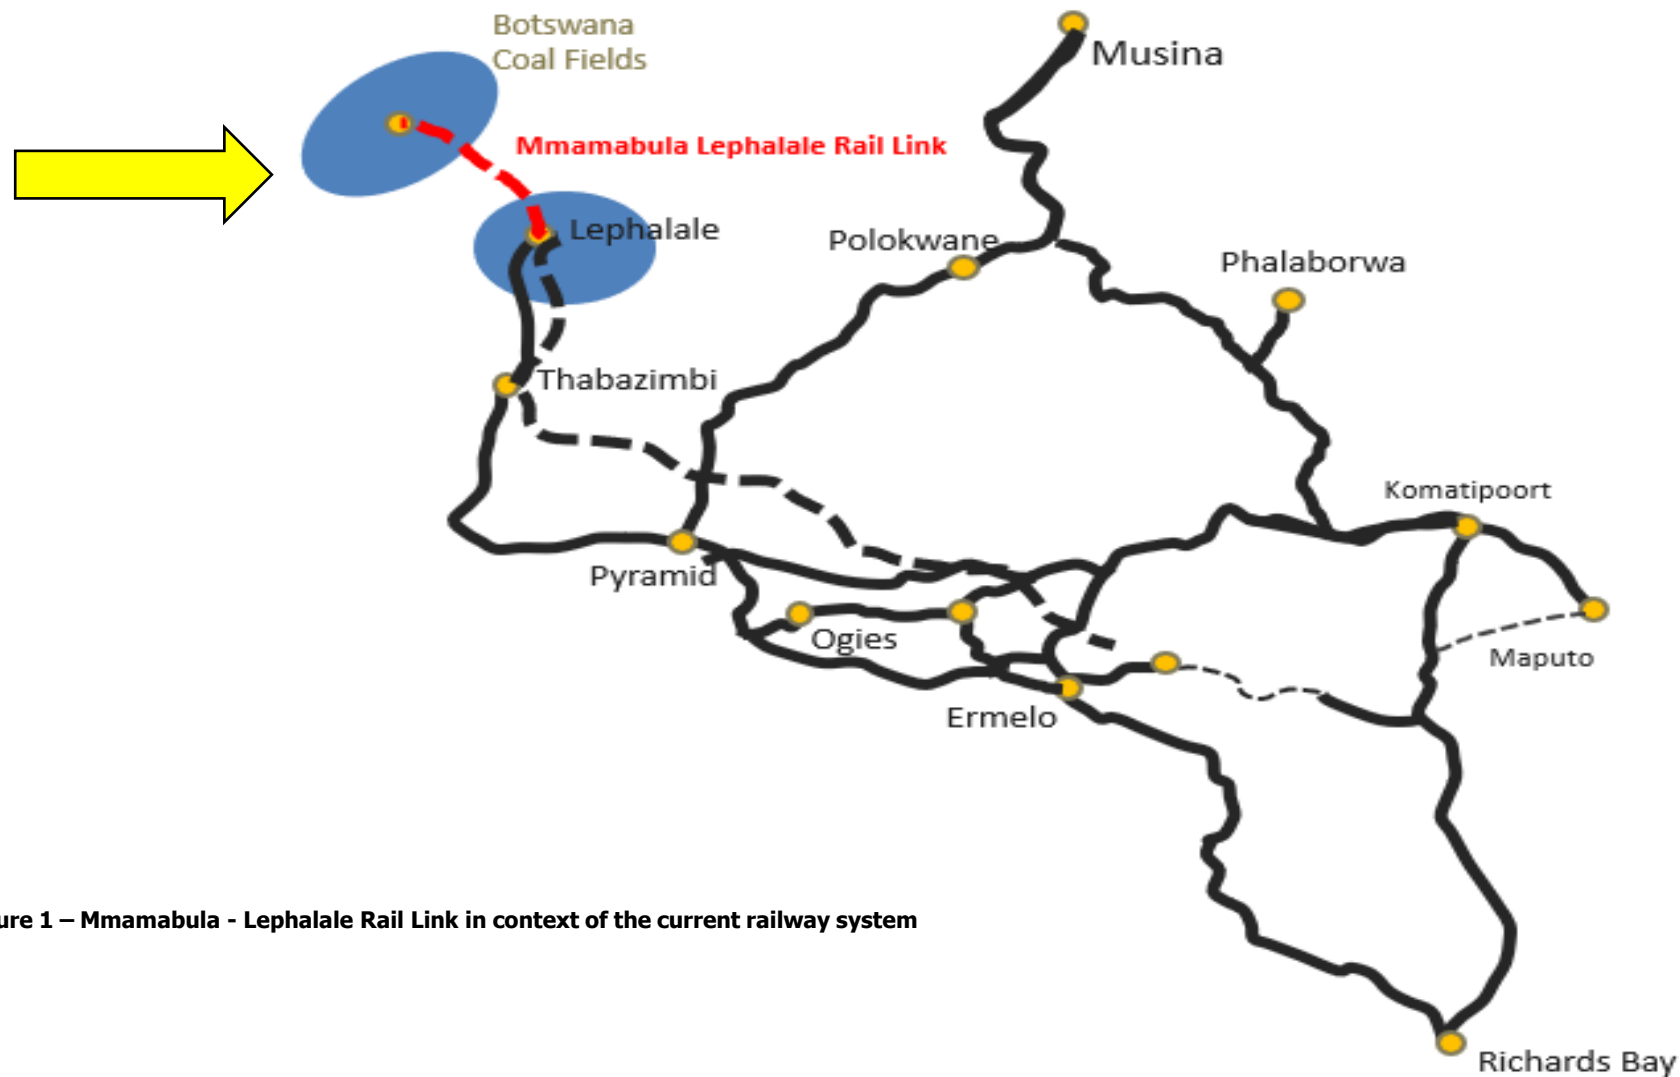 Botswana
Coal Fields
Musina
Mmamabula Lephalale Rail Link
Lephalale
Polokwane
Phalaborwa
Thabazimbi
Komatipoort
Pyramid
Ogies
Maputo
Ermelo
ure 1 – Mmamabula - Lephalale Rail Link in context of the current railway system
Richards Bay